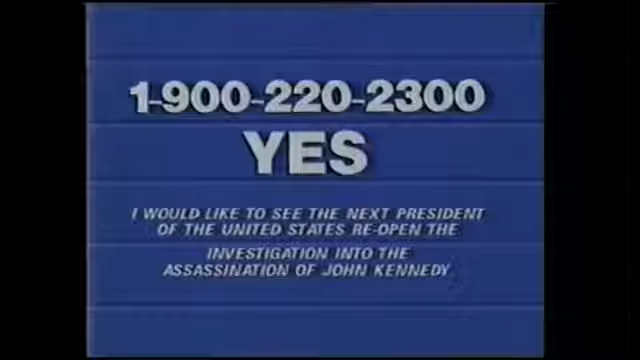 1-900-220-2300
YES
I WOULD LIKE TO SEE THE NEXT PRESIDENT
OF THE UNITED STATES RE-OPEN THE
INVESTIGATION INTO THE
ASSASSINATION OF JOHN KENNEDY.